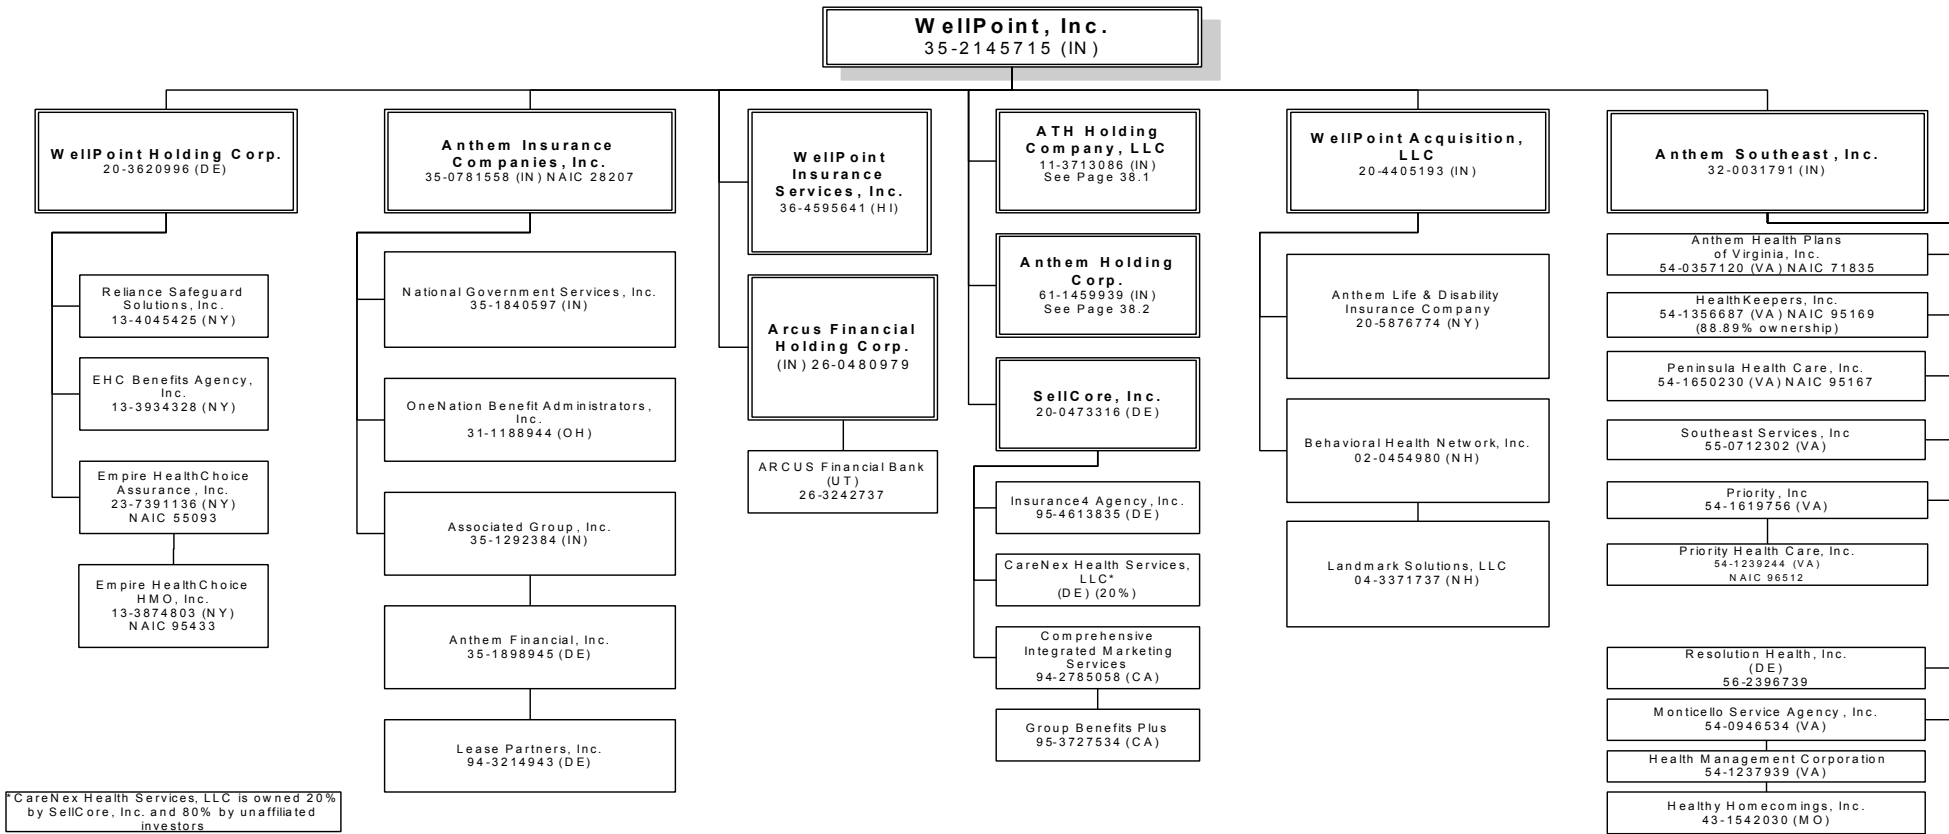 WellPoint, Inc.
35-2145715 (IN)
WellPoint Holding Corp.
20-3620996 (DE)
Reliance Safeguard
Solutions, Inc.
13-4045425 (NY)
EHC Benefits Agency,
Inc.
13-3934328 (NY)
Empire HealthChoice
Assurance, Inc.
23-7391136 (NY)
NAIC 55093
Empire HealthChoice
HMO, Inc.
13-3874803 (NY)
NAIC 95433
Anthem Insurance
Companies, Inc.
35-0781558 (IN) NAIC 28207
National Government Services, Inc.
35-1840597 (IN)
OneNation Benefit Administrators,
Inc.
31-1188944 (OH)
Associated Group, Inc.
35-1292384 (IN)
Anthem Financial, Inc.
35-1898945 (DE)
Lease Partners, Inc.
94-3214943 (DE)
WellPoint
Insurance
Services, Inc.
36-4595641 (HI)
Arcus Financial
Holding Corp.
(IN) 26-0480979
ARCUS Financial Bank
(UT)
26-3242737
ATH Holding
Company, LLC
11-3713086 (IN)
See Page 38.1
Anthem Holding
Corp.
61-1459939 (IN)
See Page 38.2
SellCore, Inc.
20-0473316 (DE)
Insurance4 Agency, Inc.
95-4613835 (DE)
CareNex Health Services,
LLC*
(DE) (20%)
Comprehensive
Integrated Marketing
Services
94-2785058 (CA)
Group Benefits Plus
95-3727534 (CA)
WellPoint Acquisition,
LLC
20-4405193 (IN)
Anthem Life & Disability
Insurance Company
20-5876774 (NY)
Behavioral Health Network, Inc.
02-0454980 (NH)
Landmark Solutions, LLC
04-3371737 (NH)
Anthem Southeast, Inc.
32-0031791 (IN)
Anthem Health Plans
of Virginia, Inc.
54-0357120 (VA) NAIC 71835
HealthKeepers, Inc.
54-1356687 (VA) NAIC 95169
(88.89% ownership)
Peninsula Health Care, Inc.
54-1650230 (VA) NAIC 95167
Southeast Services, Inc
55-0712302 (VA)
Priority, Inc
54-1619756 (VA)
Priority Health Care, Inc.
54-1239244 (VA)
NAIC 96512
Resolution Health, Inc.
(DE)
56-2396739
Monticello Service Agency, Inc.
54-0946534 (VA)
Health Management Corporation
54-1237939 (VA)
Healthy Homecomings, Inc.
43-1542030 (MO)
*CareNex Health Services, LLC is owned 20%
by SellCore, Inc. and 80% by unaffiliated
investors